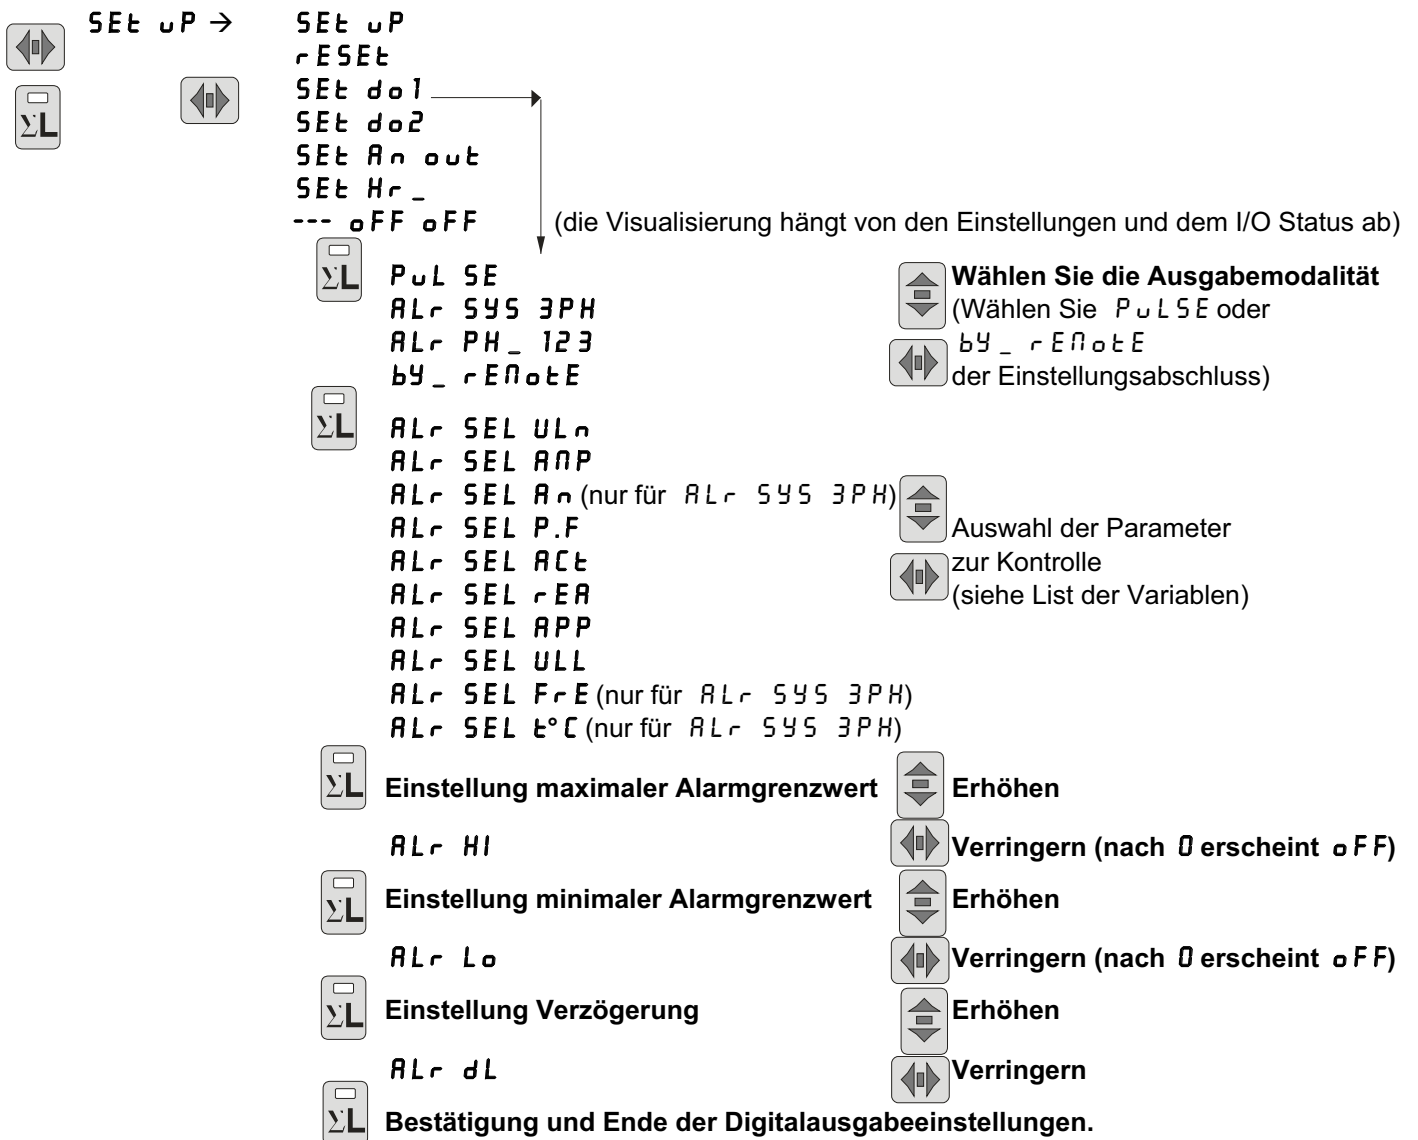 SEt uP → SEt uP
rESEt
ΣL SEt do1
SEt do2
SEt An out
SEt Hr_
--- oFF oFF (die Visualisierung hängt von den Einstellungen und dem I/O Status ab)
ΣL PuL SE Wählen Sie die Ausgabemodalität
ALr SYS 3PH (Wählen Sie PuLSE oder
ALr PH_ 123 bY_ rEMotE
bY_ rEMotE der Einstellungsabschluss)
ΣL ALr SEL ULn
ALr SEL AMP
ALr SEL An (nur für ALr SYS 3PH)
ALr SEL P.F Auswahl der Parameter
ALr SEL ACt zur Kontrolle
ALr SEL rEA (siehe List der Variablen)
ALr SEL APP
ALr SEL ULL
ALr SEL FrE (nur für ALr SYS 3PH)
ALr SEL t°C (nur für ALr SYS 3PH)
ΣL Einstellung maximaler Alarmgrenzwert Erhöhen
ALr HI Verringern (nach 0 erscheint oFF)
ΣL Einstellung minimaler Alarmgrenzwert Erhöhen
ALr Lo Verringern (nach 0 erscheint oFF)
ΣL Einstellung Verzögerung Erhöhen
ALr dL Verringern
ΣL Bestätigung und Ende der Digitalausgabeeinstellungen.